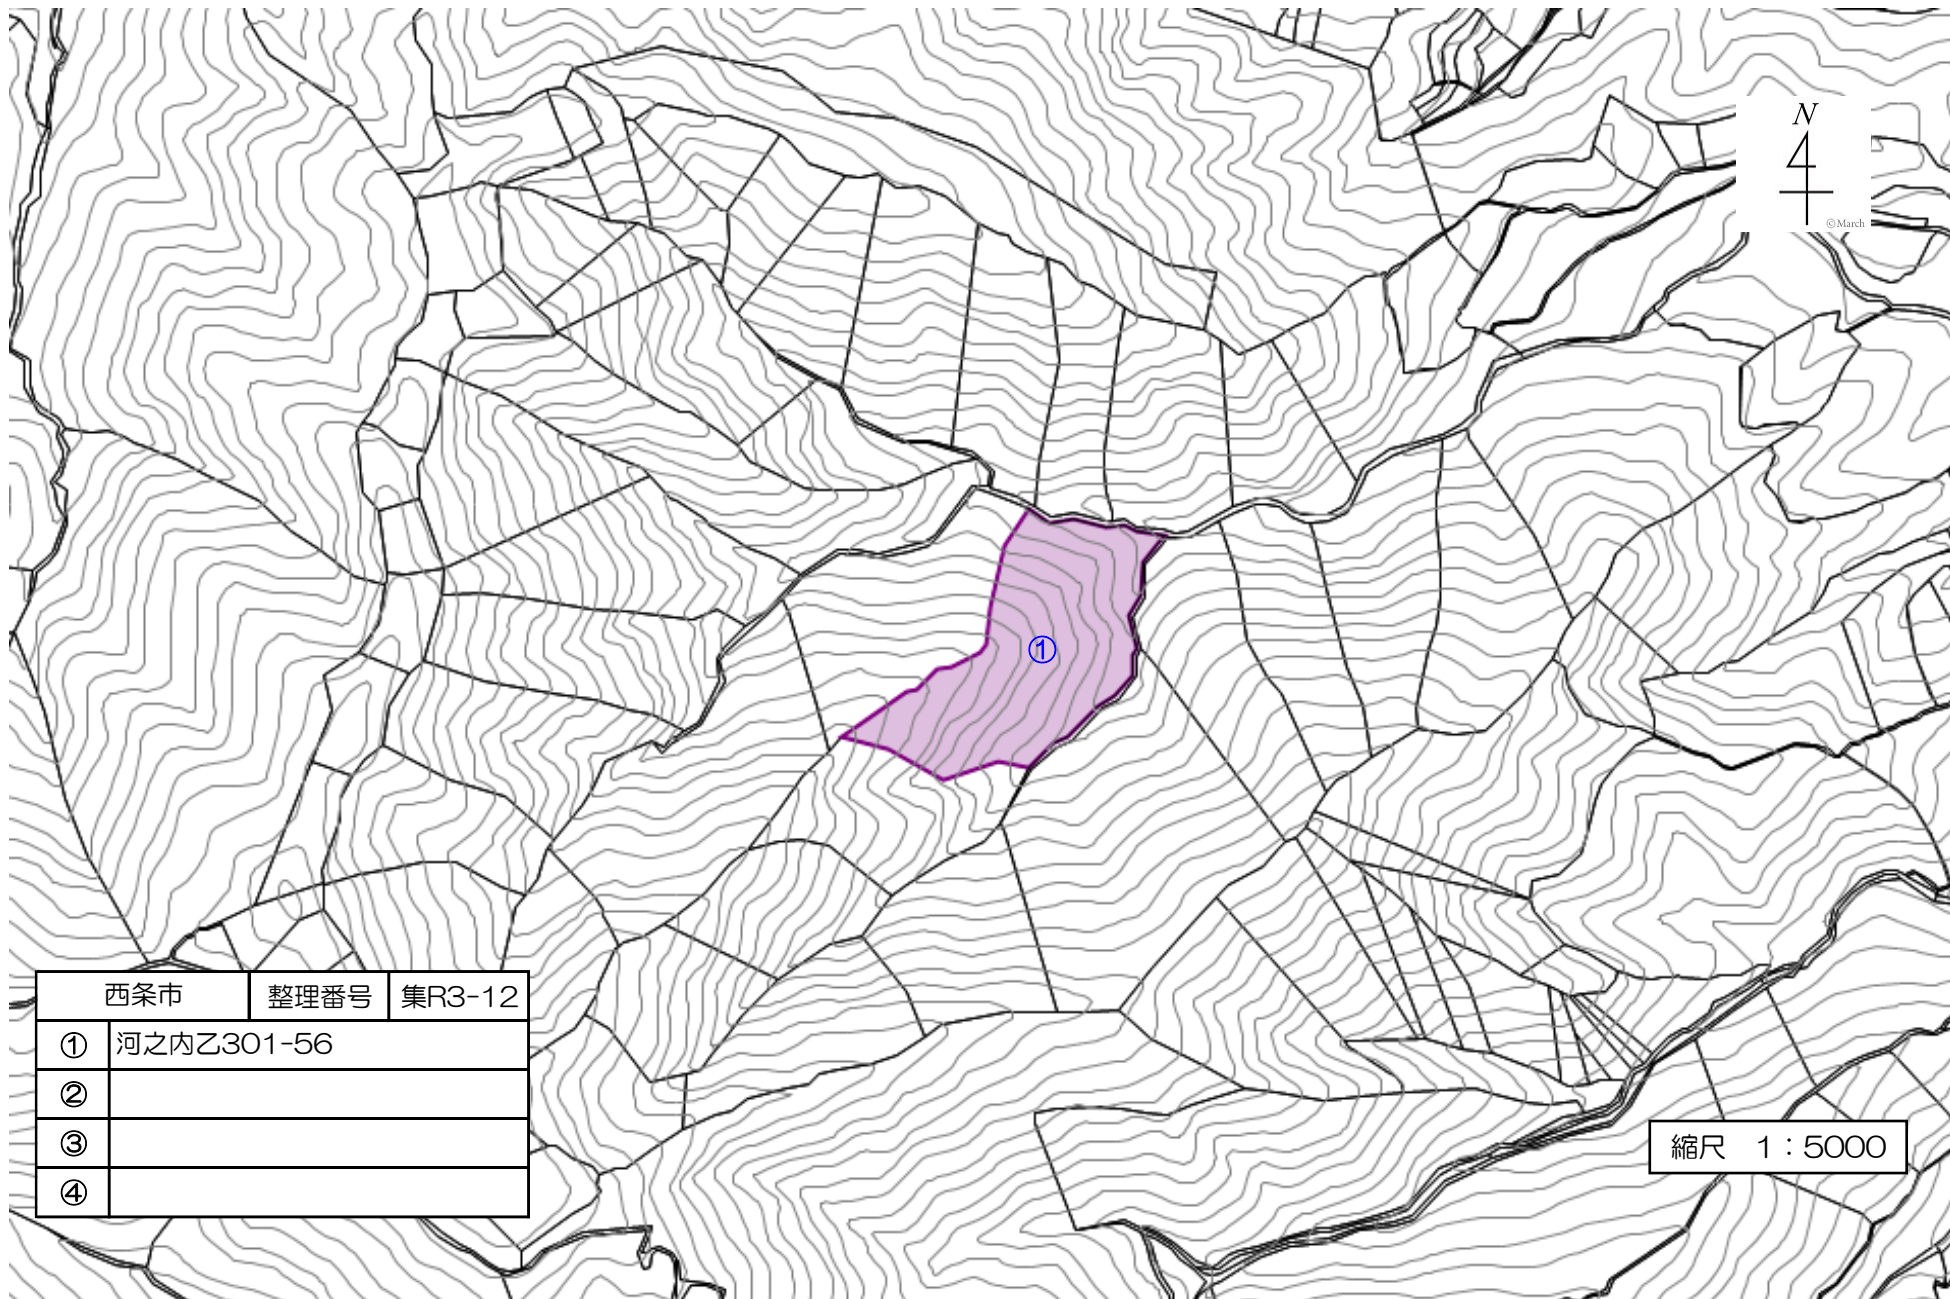 N
©March
①
西条市 整理番号 集R3-12
① 河之内乙301-56
②
③
④
縮尺 1：5000